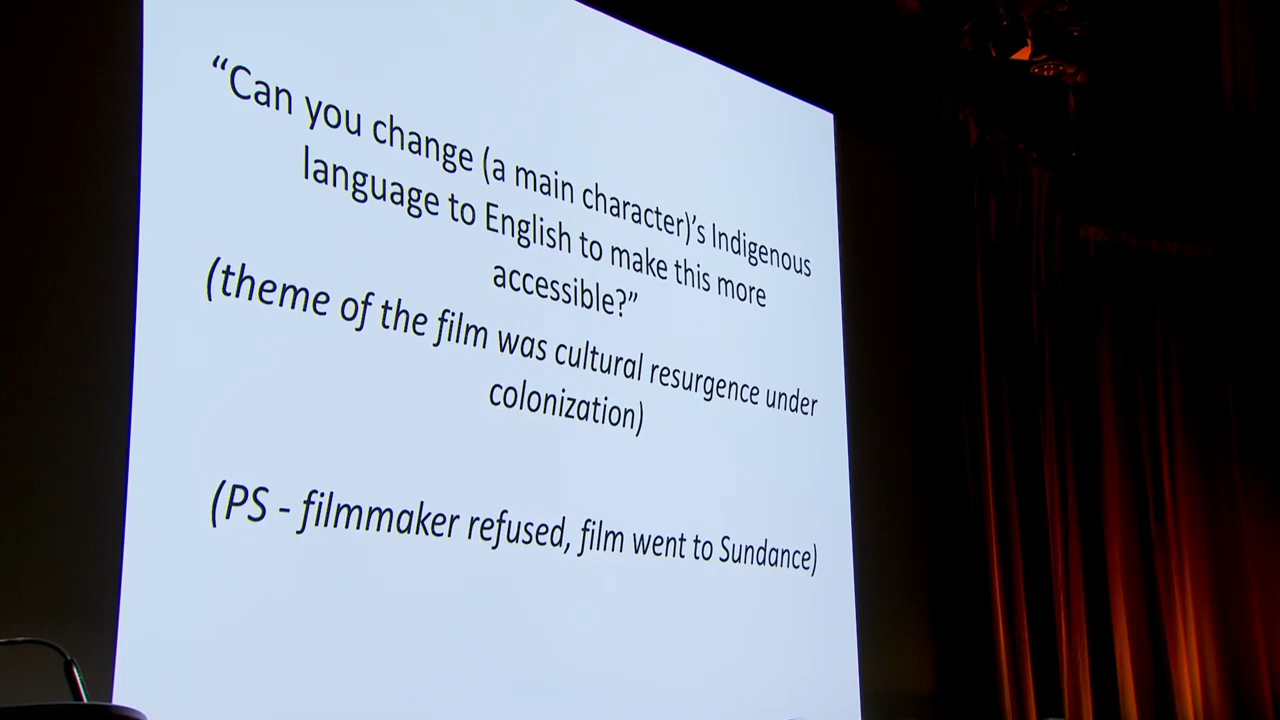 “Can you change (a main character)’s Indigenous
language to English to make this more
accessible?”
(theme of the film was cultural resurgence under
colonization)
(PS - filmmaker refused, film went to Sundance)